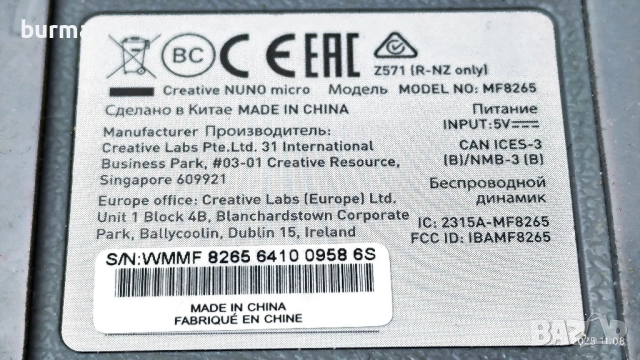 burma
BC CE EAC
Z571 (R-NZ only)
Creative NUNO micro Модель MODEL NO: MF8265
Сделано в Китае MADE IN CHINA
Питание
INPUT:5V
Manufacturer Производитель:
Creative Labs Pte.Ltd. 31 International
Business Park, #03-01 Creative Resource,
Singapore 609921
CAN ICES-3
(B)/NMB-3 (B)
Europe office: Creative Labs (Europe) Ltd.
Unit 1 Block 4B, Blanchardstown Corporate
Park, Ballycoolin, Dublin 15, Ireland
Беспроводной
динамик
IC: 2315A-MF8265
FCC ID: IBAMF8265
S/N:WMMF 8265 6410 0958 6S
MADE IN CHINA
FABRIQUÉ EN CHINE